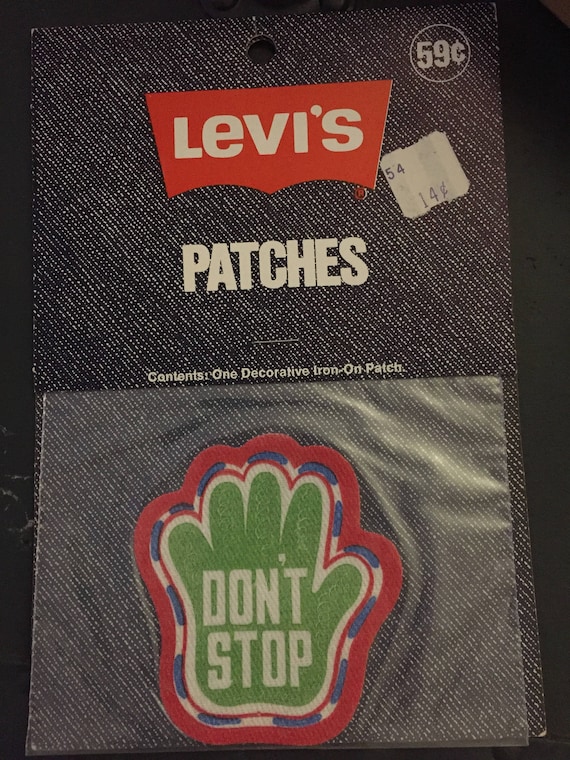 59¢
LEVI'S
®
54
14¢
PATCHES
Contents: One Decorative Iron-On Patch.
DON'T
STOP